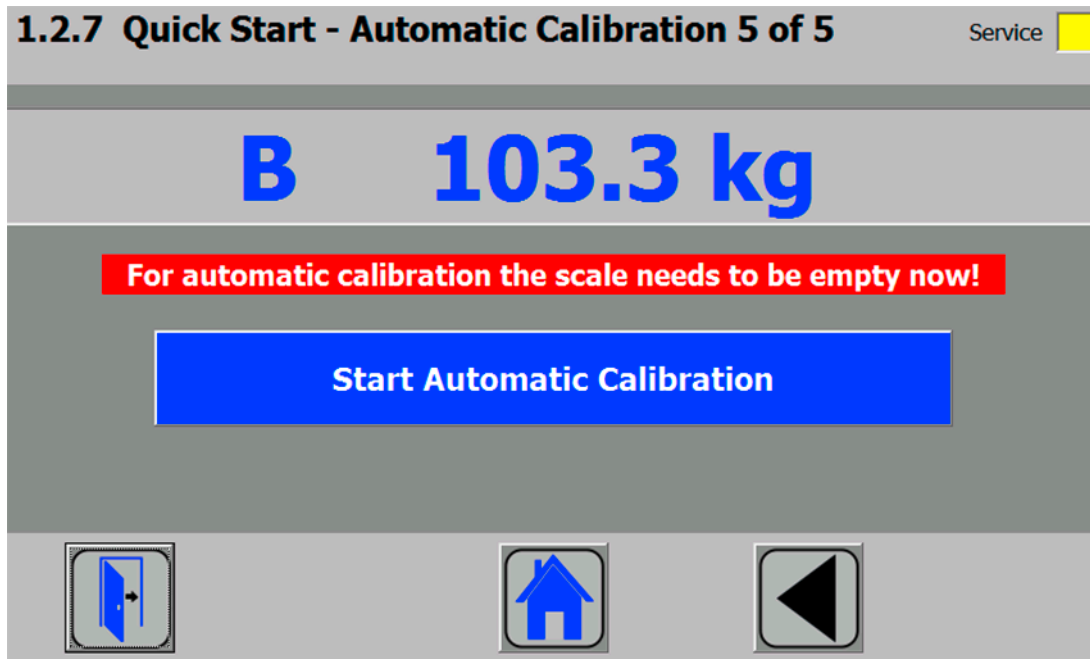 1.2.7 Quick Start - Automatic Calibration 5 of 5
Service
B 103.3 kg
For automatic calibration the scale needs to be empty now!
Start Automatic Calibration